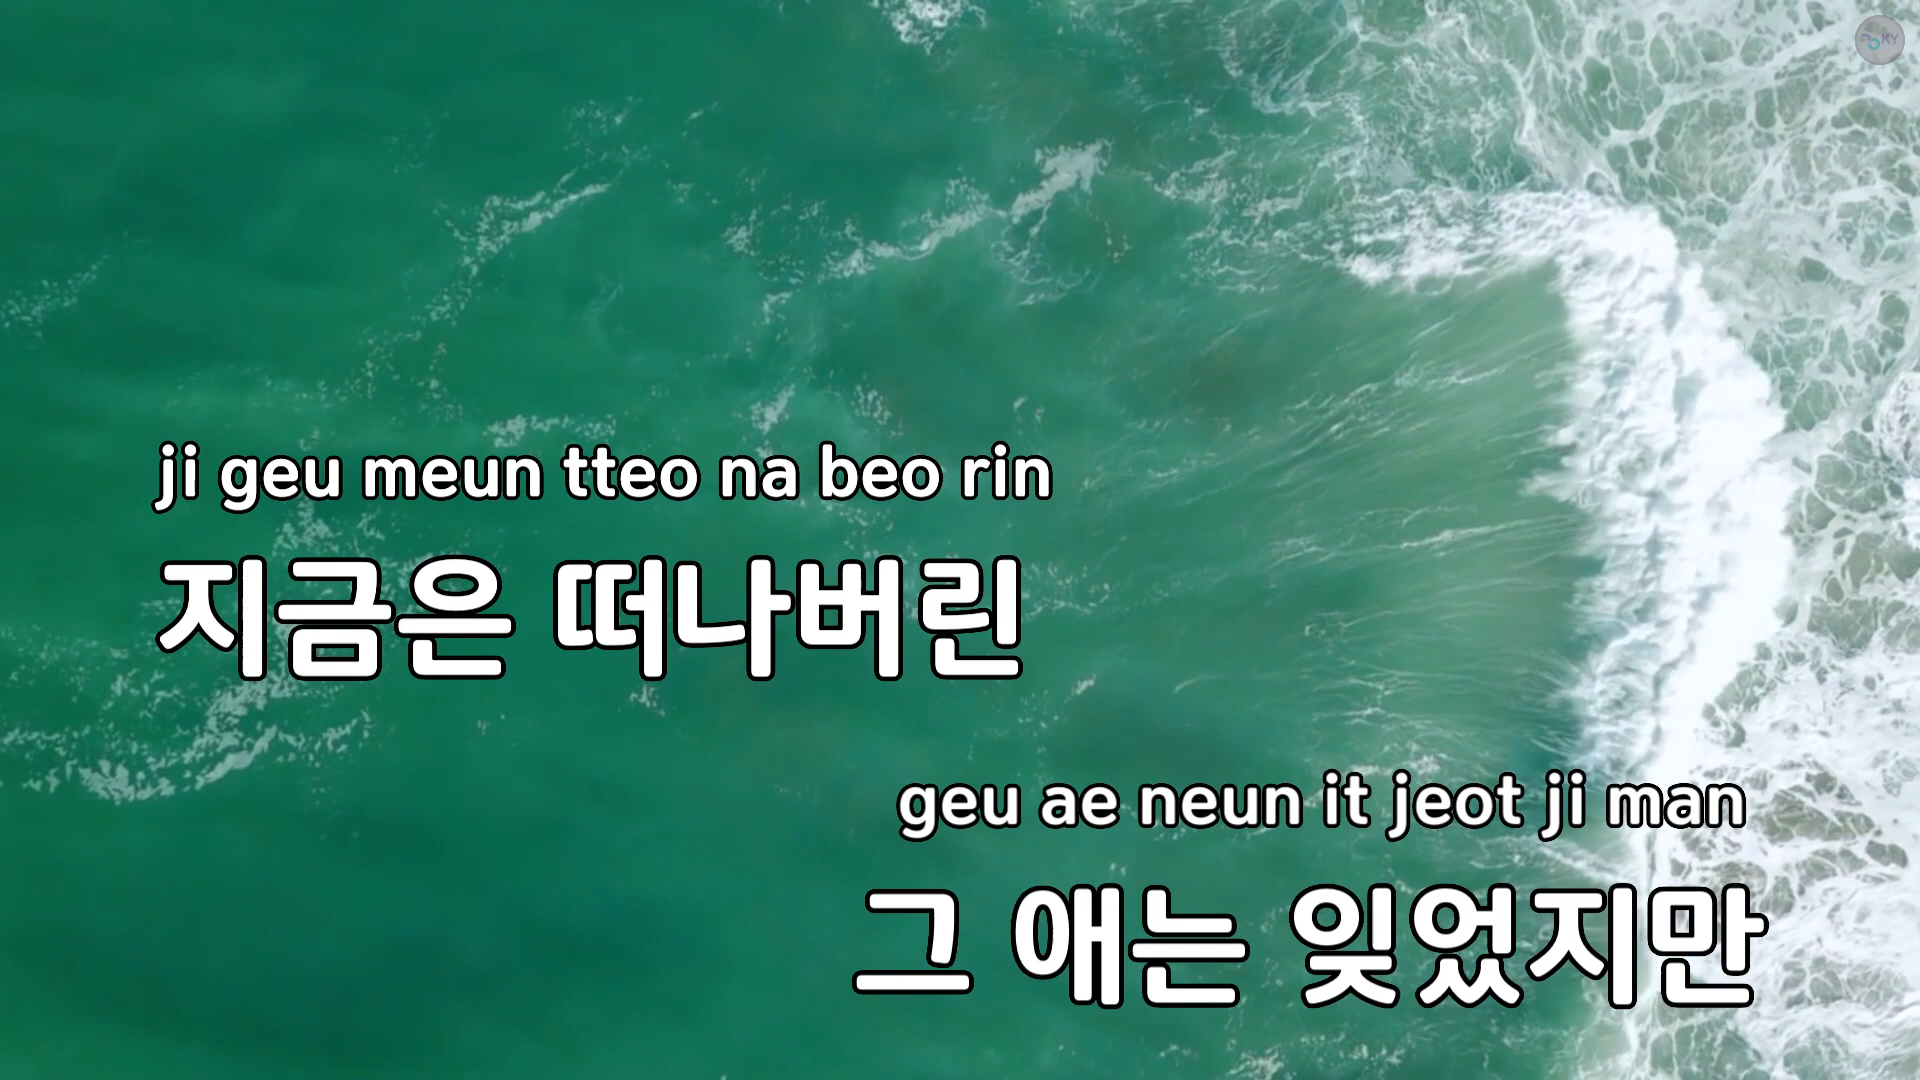 KY
ji geu meun tteo na beo rin
지금은 떠나버린
geu ae neun it jeot ji man
그 애는 잊었지만